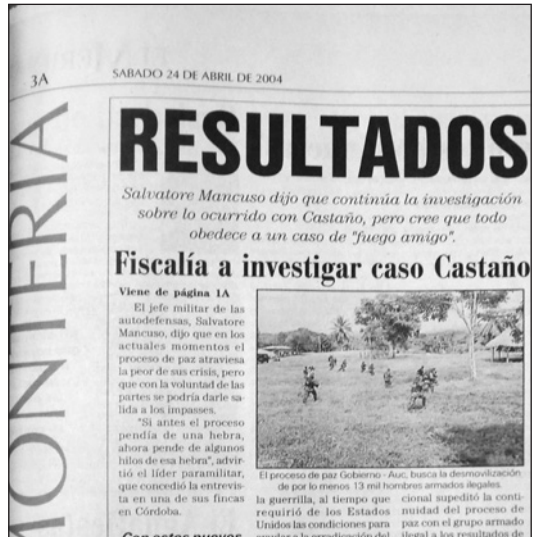 3A
SABADO 24 DE ABRIL DE 2004
MONTERIA
RESULTADOS
Salvatore Mancuso dijo que continúa la investigación
sobre lo ocurrido con Castaño, pero cree que todo
obedece a un caso de "fuego amigo".
Fiscalía a investigar caso Castaño
Viene de página 1A
El jefe militar de las
autodefensas, Salvatore
Mancuso, dijo que en los
actuales momentos el
proceso de paz atraviesa
la peor de sus crisis, pero
que con la voluntad de las
partes se podría darle sa-
lida a los impasses.
"Si antes el proceso
pendía de una hebra,
ahora pende de algunos
hilos de esa hebra", advir-
tió el líder paramilitar,
que concedió la entrevis-
ta en una de sus fincas
en Córdoba.
Con estos nuevos
El proceso de paz Gobierno - Auc, busca la desmovilización
de por lo menos 13 mil hombres armados ilegales.
la guerrilla, al tiempo que
requirió de los Estados
Unidos las condiciones para
erradicación del
cional supeditó la conti-
nuidad del proceso de
paz con el grupo armado
ilegal a los resultados de